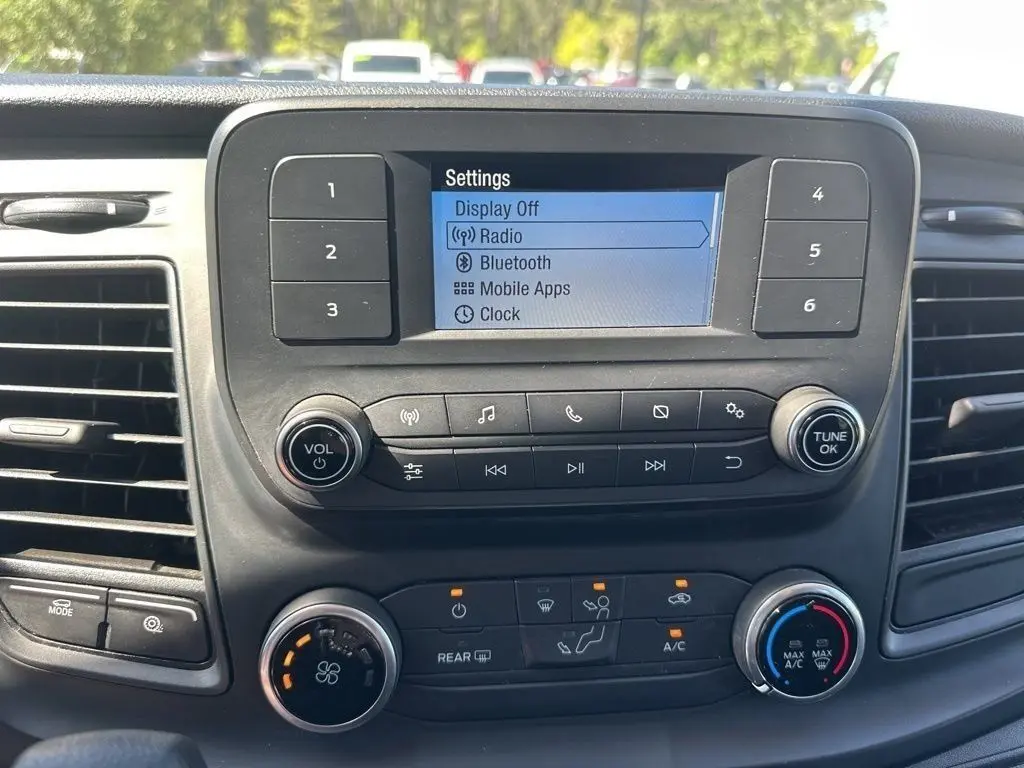 1
2
3
Settings
Display Off
Radio
Bluetooth
Mobile Apps
Clock
4
5
6
VOL
TUNE
OK
MODE
REAR
A/C
MAX
A/C
MAX